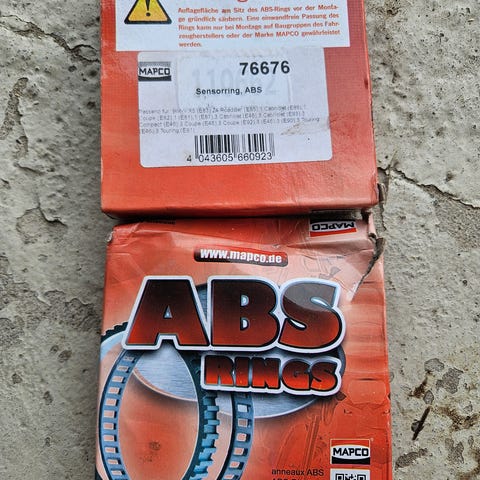 Auflagefläche am Sitz des ABS-Rings vor der Monta-
ge gründlich säubern. Eine einwandfreie Passung des
Rings kann nur bei Montage auf Baugruppen des Fahr-
zeugherstellers oder der Marke MAPCO gewährleistet
werden.
MAPCO
76676
Sensorring, ABS
4 043605 660923
MAPCO
www.mapco.de
ABS
RINGS
MAPCO
anneaux ABS